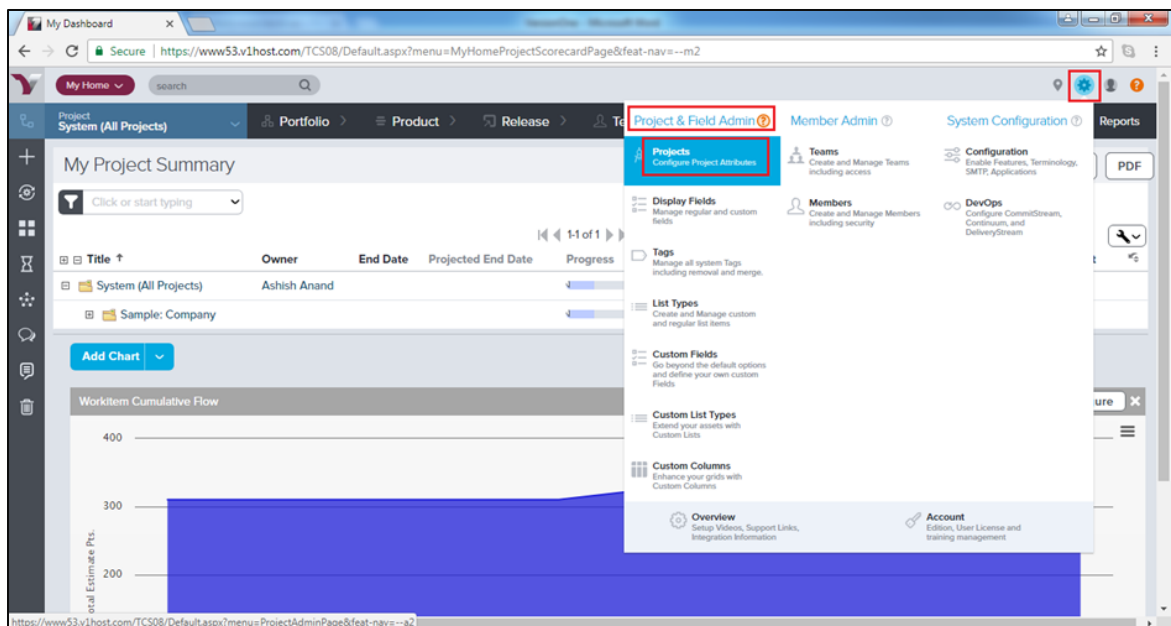 My Dashboard
Secure | https://www53.v1host.com/TCS08/Default.aspx?menu=MyHomeProjectScorecardPage&feat-nav=--m2
My Home
search
Project
System (All Projects)
Portfolio
Product
Release
Te
Reports
Project & Field Admin
Member Admin
System Configuration
Projects
Configure Project Attributes
Teams
Create and Manage Teams
including access
Configuration
Enable Features, Terminology,
SMTP, Applications
Display Fields
Manage regular and custom
fields
Members
Create and Manage Members
including security
DevOps
Configure CommitStream,
Continuum, and
DeliveryStream
Tags
Manage all system Tags
including removal and merge.
List Types
Create and Manage custom
and regular list items
Custom Fields
Go beyond the default options
and define your own custom
Fields
Custom List Types
Extend your assets with
Custom Lists
Custom Columns
Enhance your grids with
Custom Columns
Overview
Setup Videos, Support Links,
Integration Information
Account
Edition, User License and
training management
My Project Summary
PDF
Click or start typing
1-1 of 1
Title Owner End Date Projected End Date Progress
System (All Projects) Ashish Anand
Sample: Company
Add Chart
Workitem Cumulative Flow
ure
400
300
200
otal Estimate Pts.
https://www53.v1host.com/TCS08/Default.aspx?menu=ProjectAdminPage&feat-nav=--a2